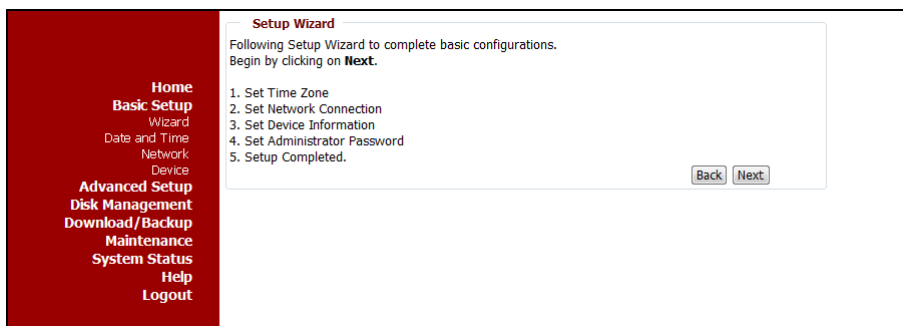 Setup Wizard
Following Setup Wizard to complete basic configurations.
Begin by clicking on Next.
1. Set Time Zone
2. Set Network Connection
3. Set Device Information
4. Set Administrator Password
5. Setup Completed.
Back Next
Home
Basic Setup
Wizard
Date and Time
Network
Device
Advanced Setup
Disk Management
Download/Backup
Maintenance
System Status
Help
Logout